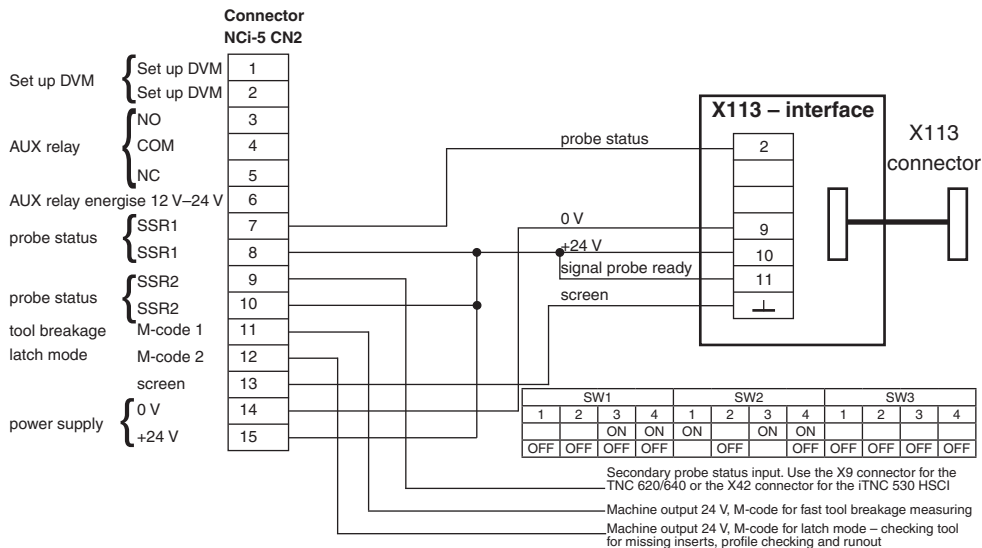 Connector
NCi-5 CN2
Set up DVM
Set up DVM 1
Set up DVM 2
AUX relay
NO 3
COM 4
NC 5
AUX relay energise 12 V–24 V 6
probe status
SSR1 7
SSR1 8
probe status
SSR2 9
SSR2 10
tool breakage M-code 1 11
latch mode M-code 2 12
screen 13
power supply
0 V 14
+24 V 15
X113 – interface
X113
connector
probe status 2
0 V 9
+24 V 10
signal probe ready 11
screen
SW1 SW2 SW3
1 2 3 4 1 2 3 4 1 2 3 4
ON ON ON ON ON
OFF OFF OFF OFF OFF OFF OFF OFF OFF OFF
Secondary probe status input. Use the X9 connector for the
TNC 620/640 or the X42 connector for the iTNC 530 HSCI
Machine output 24 V, M-code for fast tool breakage measuring
Machine output 24 V, M-code for latch mode – checking tool
for missing inserts, profile checking and runout